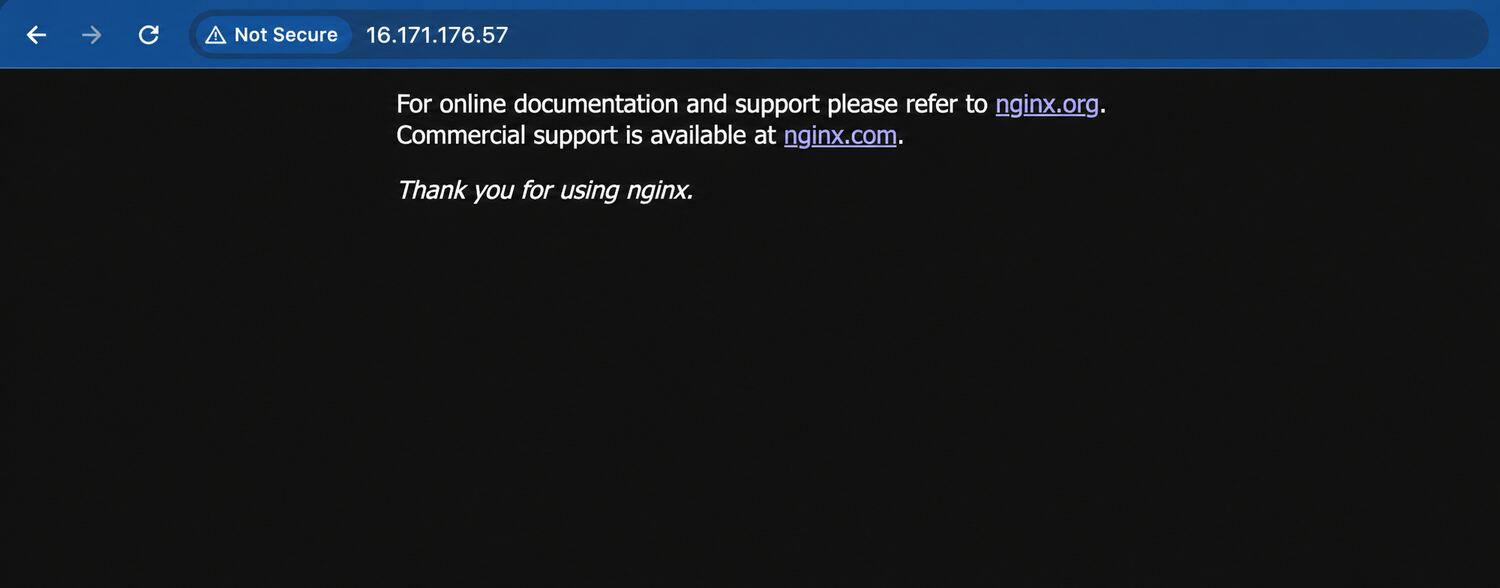 Not Secure 16.171.176.57
For online documentation and support please refer to nginx.org.
Commercial support is available at nginx.com.
Thank you for using nginx.